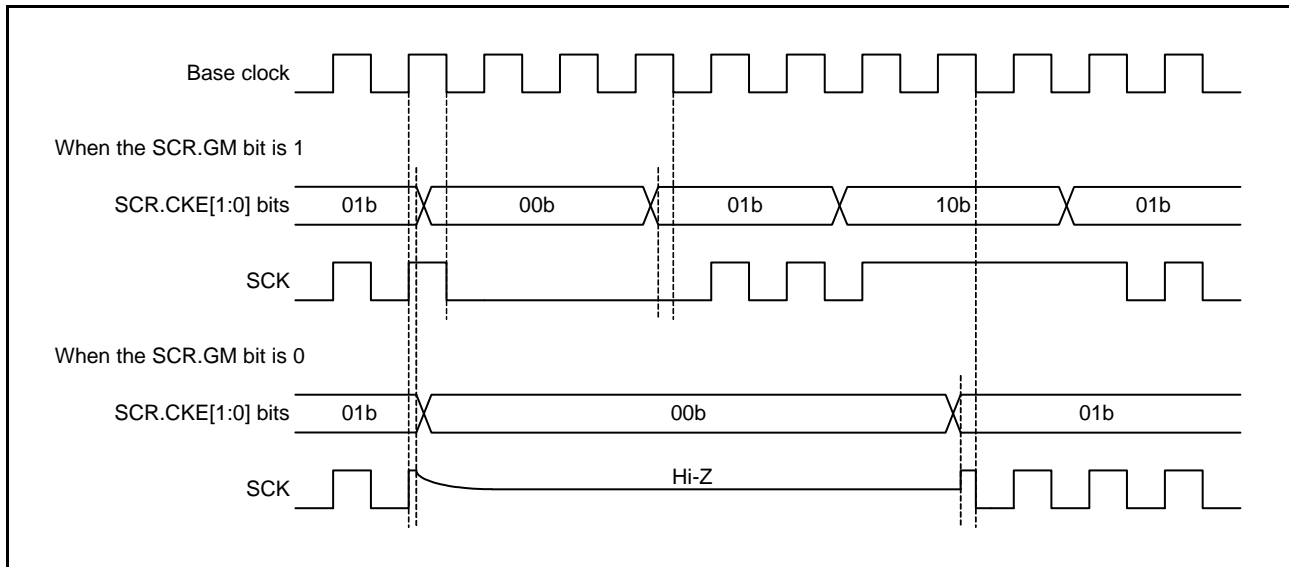 Base clock
When the SCR.GM bit is 1
SCR.CKE[1:0] bits 01b 00b 01b 10b 01b
SCK
When the SCR.GM bit is 0
SCR.CKE[1:0] bits 01b 00b 01b
SCK Hi-Z